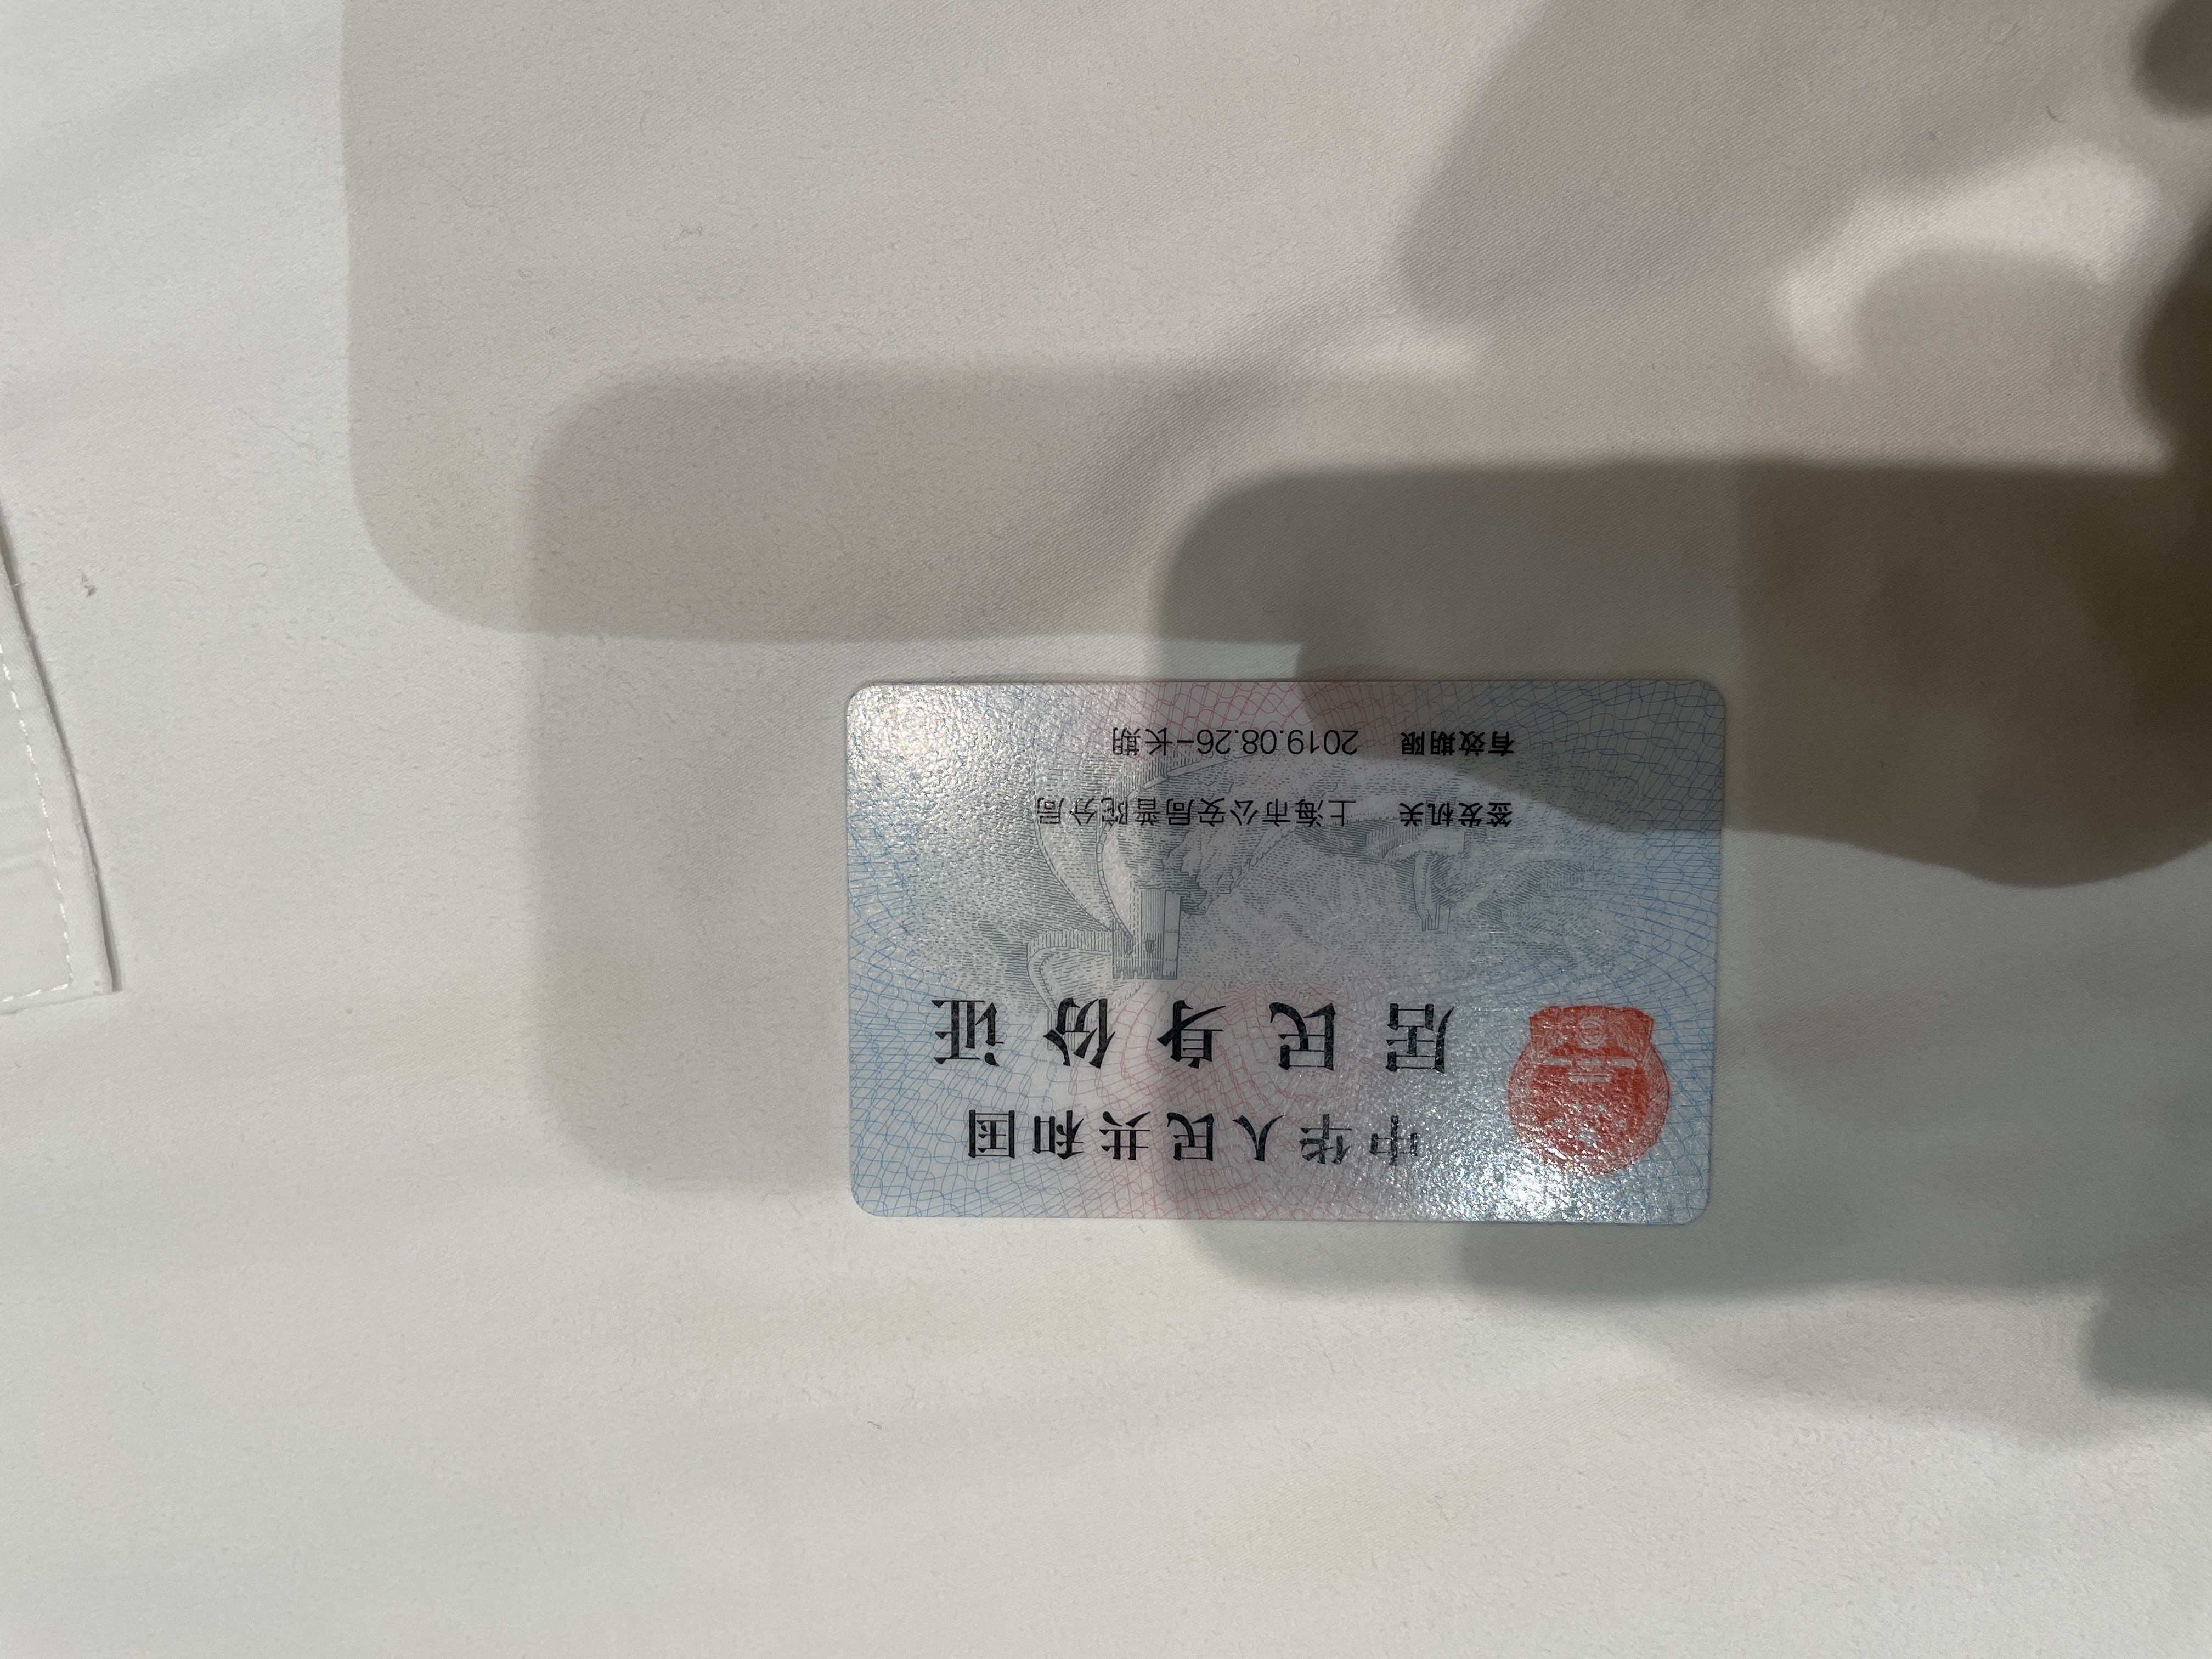 中华人民共和国
居民身份证
签发机关 上海市公安局普陀分局
有效期限 2019.08.26-长期